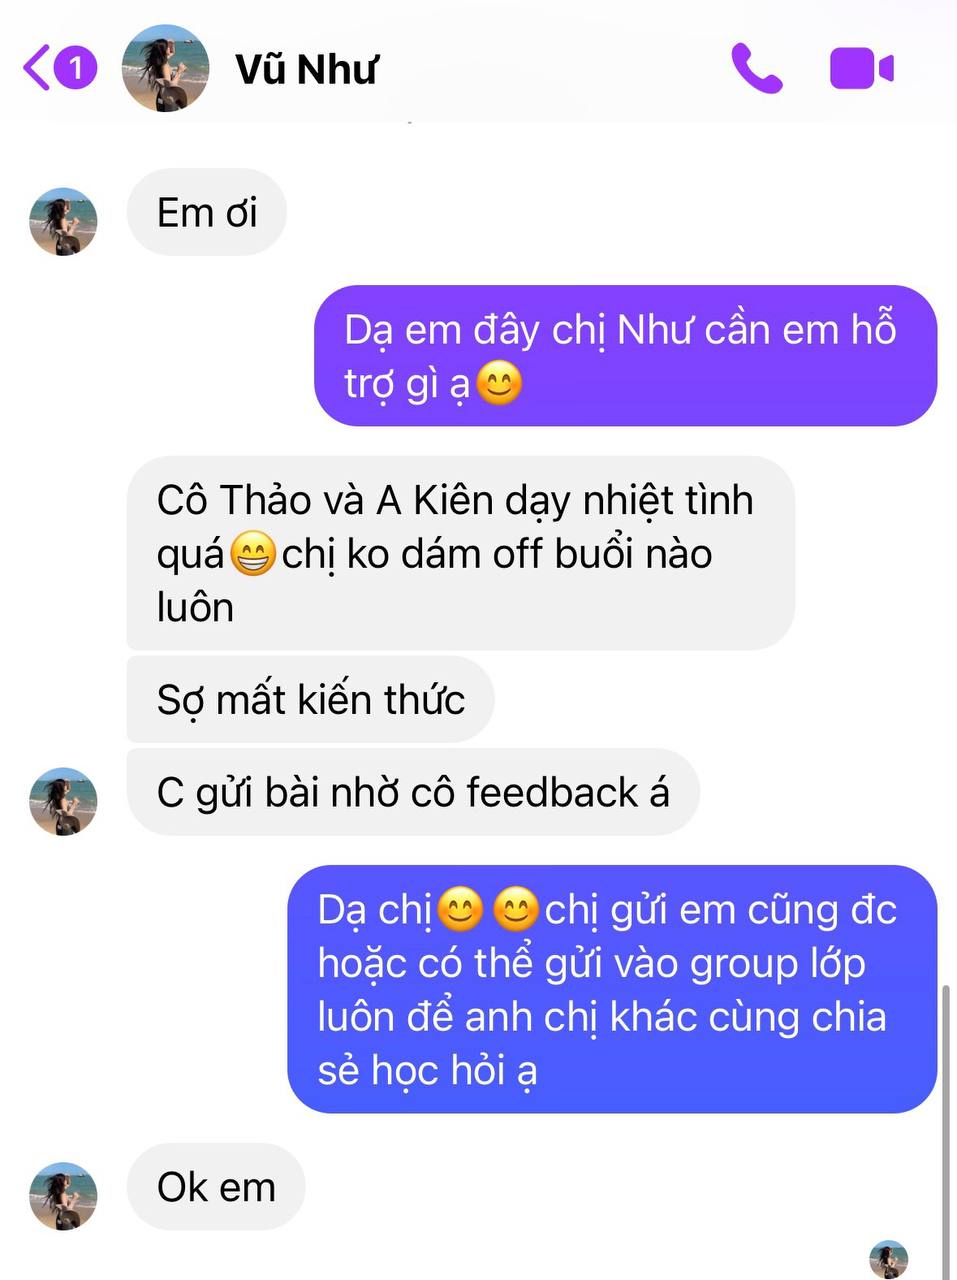 1
Vũ Như
Em ơi
Dạ em đây chị Như cần em hỗ
trợ gì ạ😊
Cô Thảo và A Kiên dạy nhiệt tình
quá😁chị ko dám off buổi nào
luôn
Sợ mất kiến thức
C gửi bài nhờ cô feedback á
Dạ chị😊 😊chị gửi em cũng đc
hoặc có thể gửi vào group lớp
luôn để anh chị khác cùng chia
sẻ học hỏi ạ
Ok em